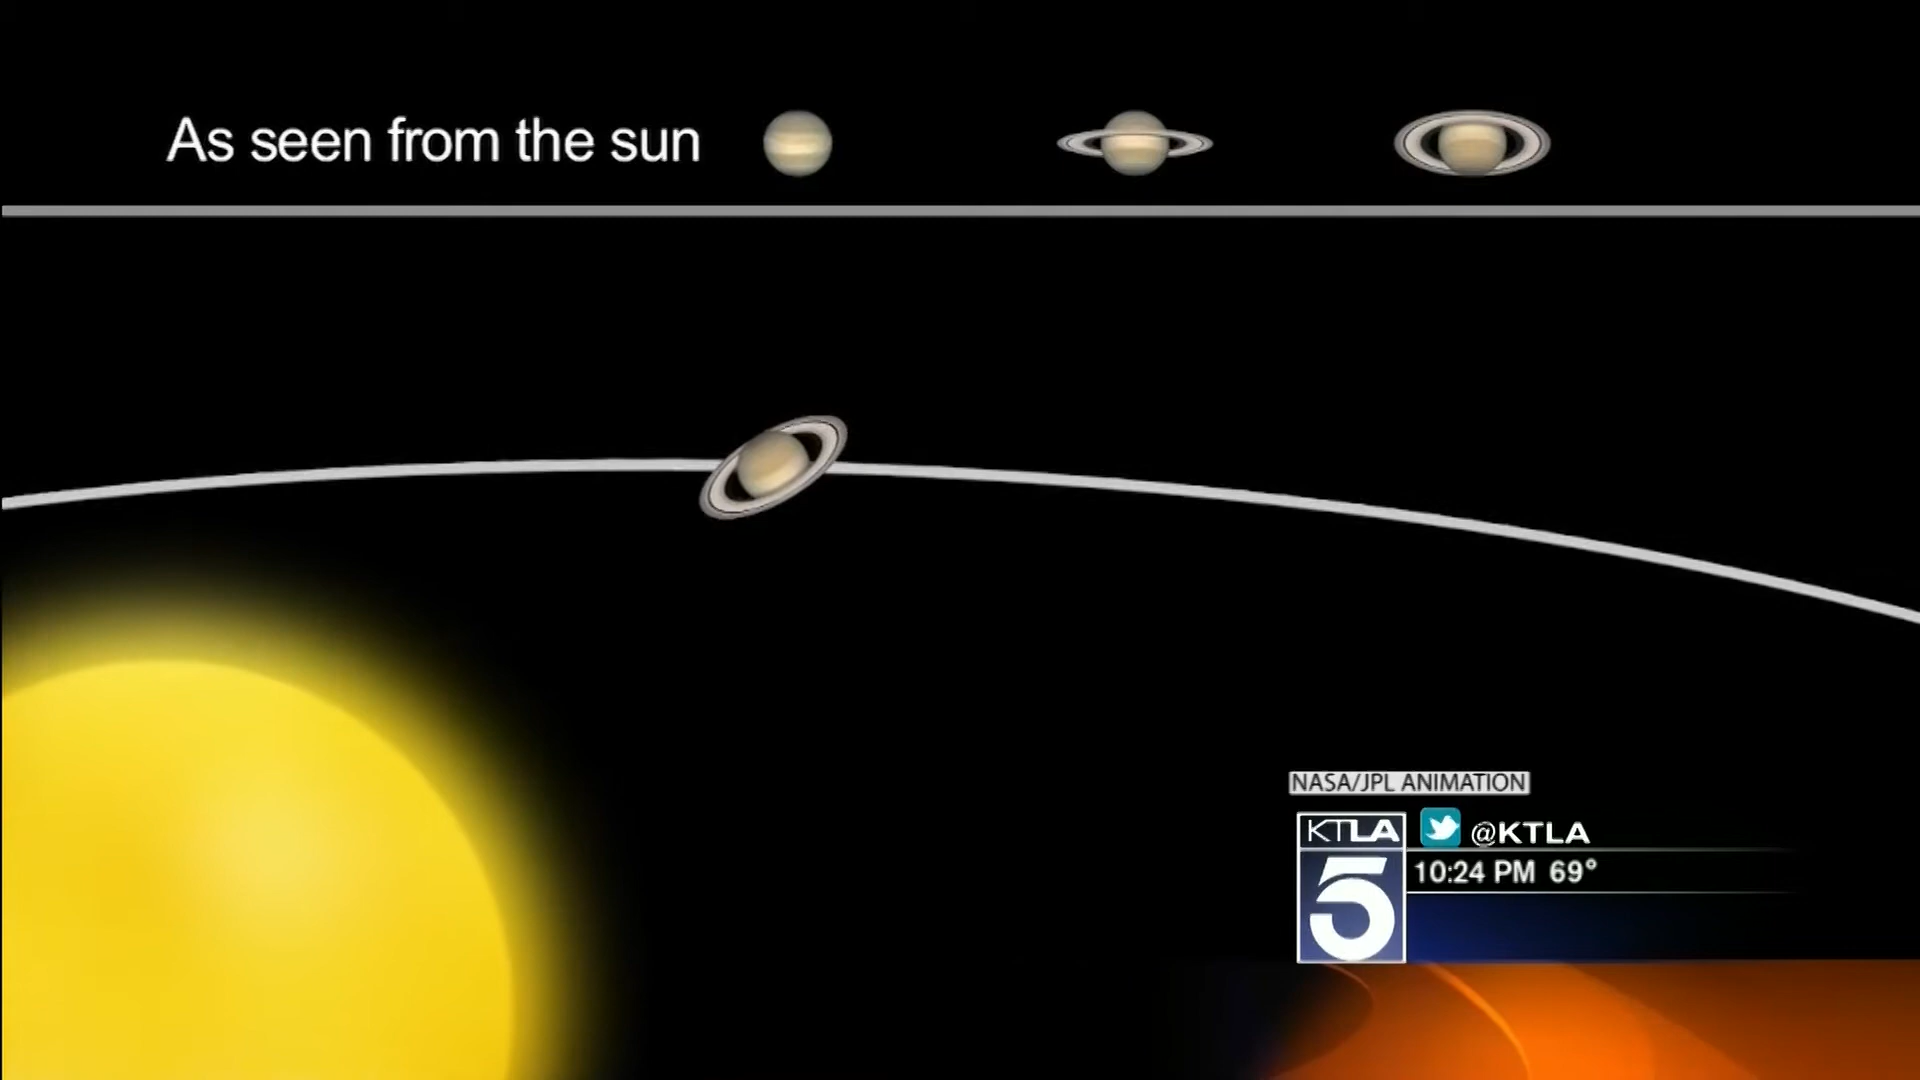 As seen from the sun
NASA/JPL ANIMATION
KTLA
@KTLA
5
10:24 PM 69°